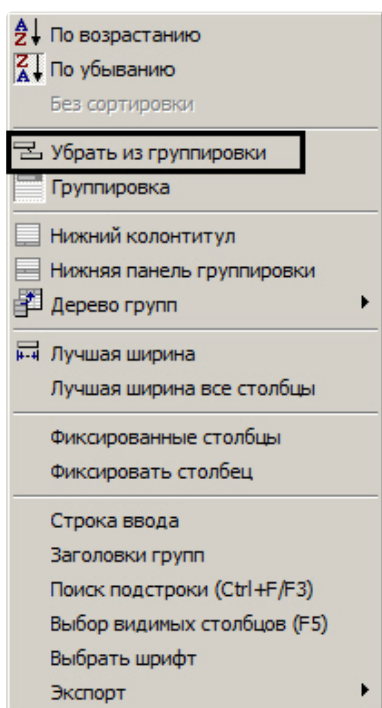 По возрастанию
По убыванию
Без сортировки
Убрать из группировки
Группировка
Нижний колонтитул
Нижняя панель группировки
Дерево групп
Лучшая ширина
Лучшая ширина все столбцы
Фиксированные столбцы
Фиксировать столбец
Строка ввода
Заголовки групп
Поиск подстроки (Ctrl+F/F3)
Выбор видимых столбцов (F5)
Выбрать шрифт
Экспорт